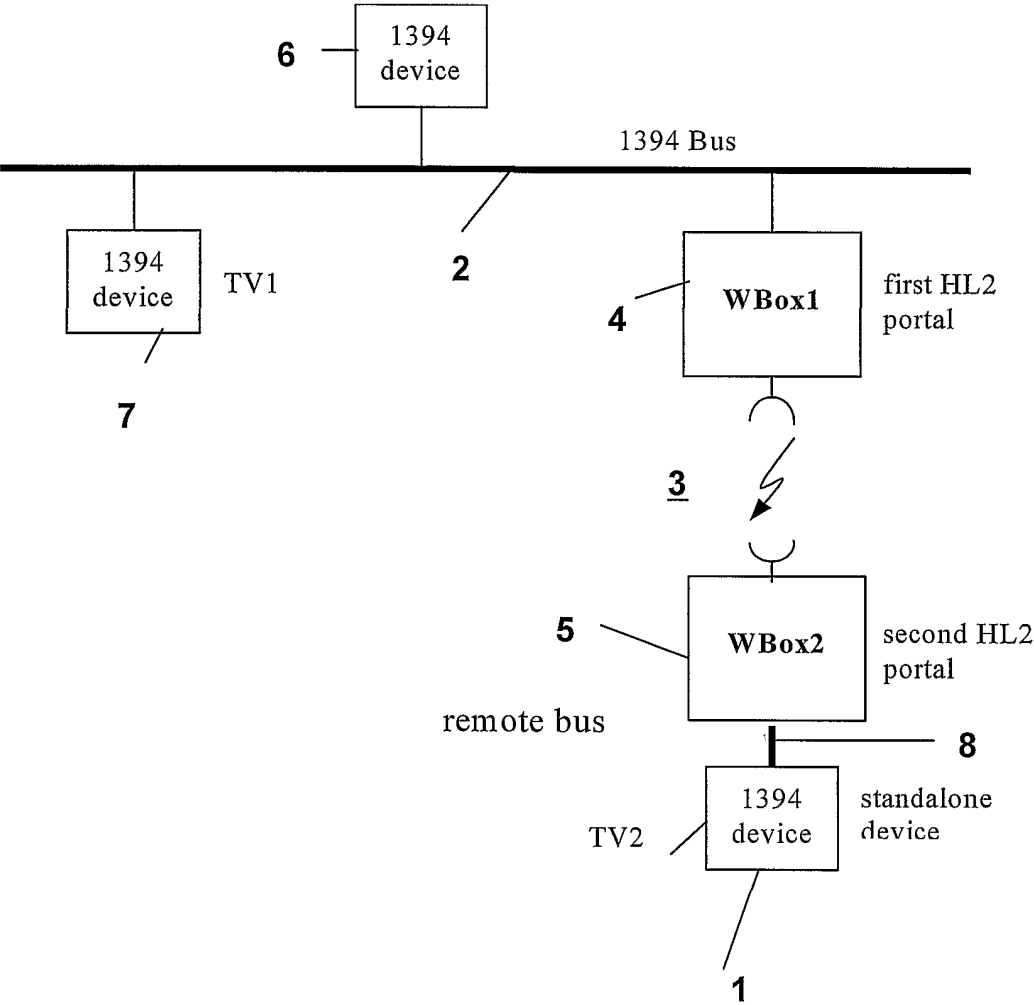 1394
device
6
1394 Bus
2
1394
device
TV1
7
4
WBox1
first HL2
portal
3
5
WBox2
second HL2
portal
remote bus
8
1394
device
standalone
device
TV2
1